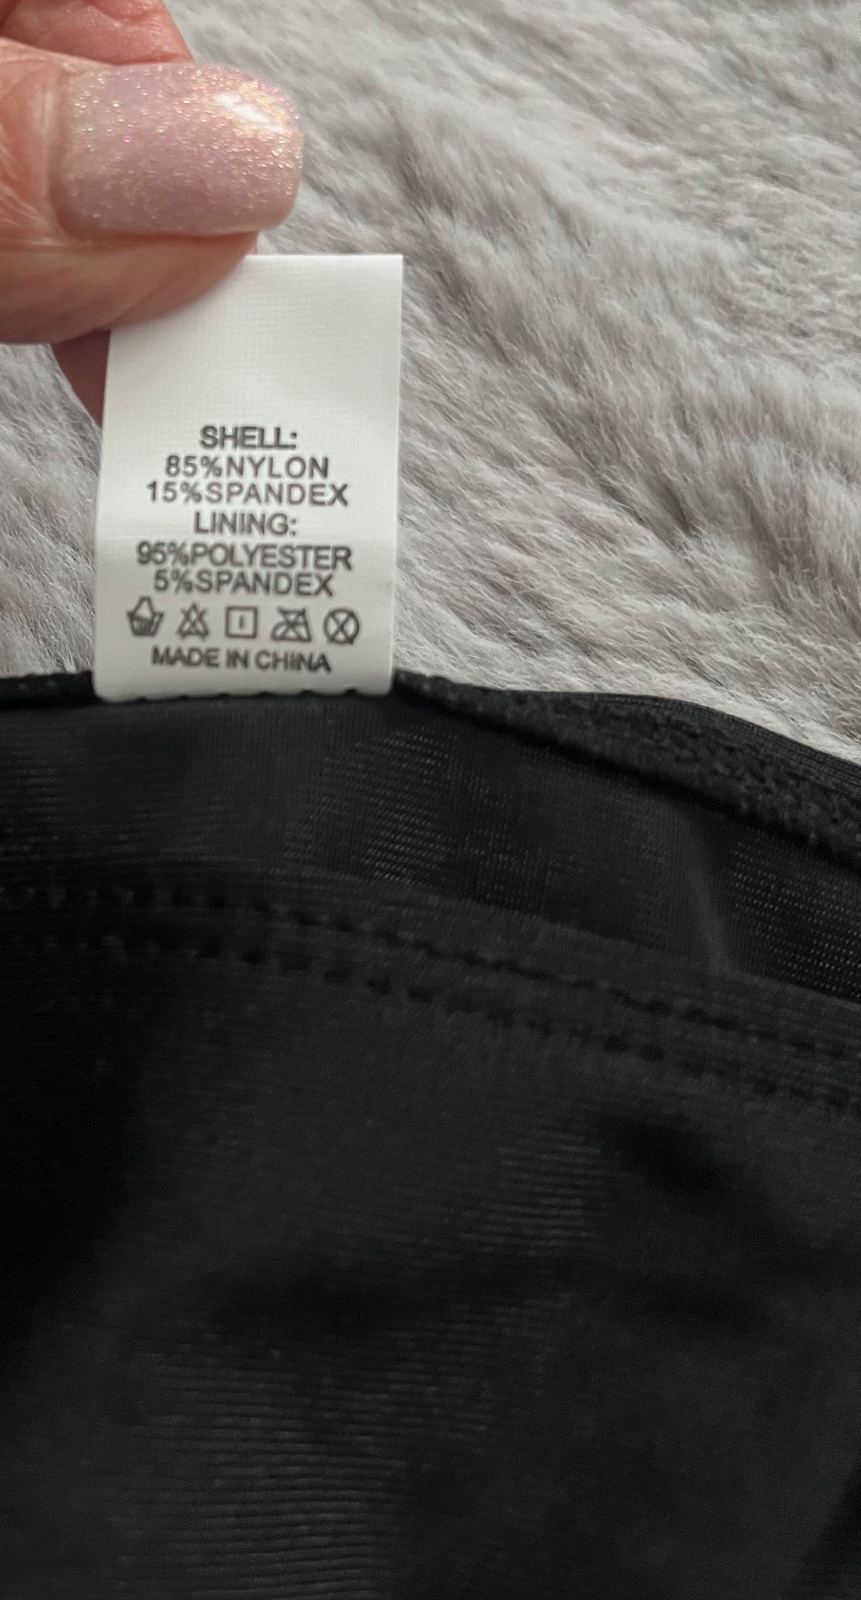 SHELL:
85%NYLON
15%SPANDEX
LINING:
95%POLYESTER
5%SPANDEX
MADE IN CHINA